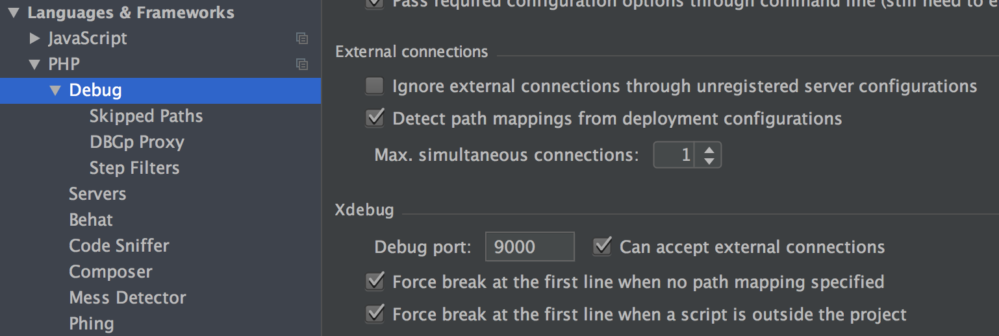 Languages & Frameworks
JavaScript
PHP
Debug
Skipped Paths
DBGp Proxy
Step Filters
Servers
Behat
Code Sniffer
Composer
Mess Detector
Phing
Pass required configuration options through command line (still need to e
External connections
Ignore external connections through unregistered server configurations
Detect path mappings from deployment configurations
Max. simultaneous connections: 1
Xdebug
Debug port: 9000 Can accept external connections
Force break at the first line when no path mapping specified
Force break at the first line when a script is outside the project